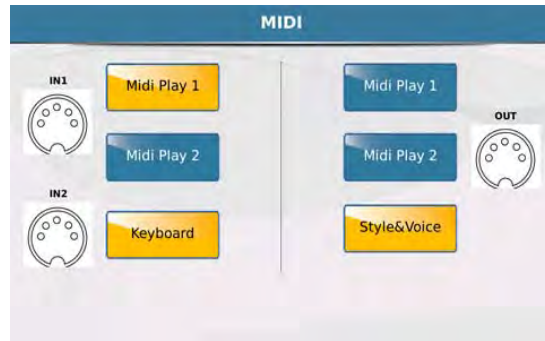 MIDI
IN1
Midi Play 1
Midi Play 2
IN2
Keyboard
Midi Play 1
OUT
Midi Play 2
Style&Voice